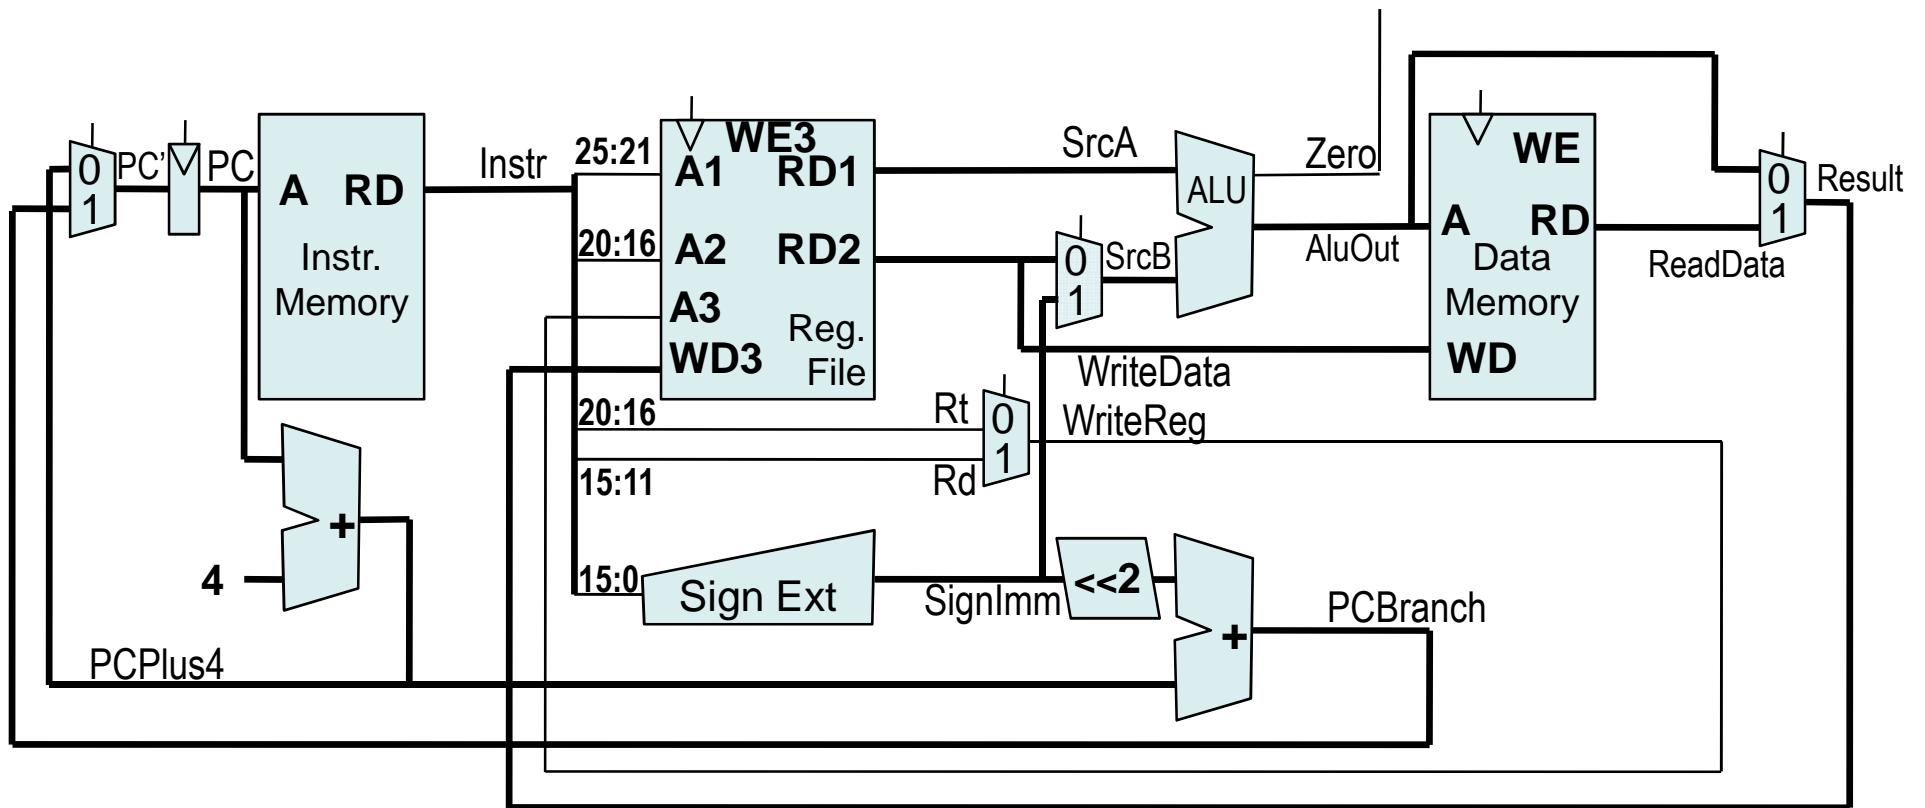 0
1
PC'
PC
A RD
Instr.
Memory
Instr
25:21
20:16
WE3
A1 RD1
A2 RD2
A3
WD3
Reg.
File
20:16
15:11
15:0
Rt
Rd
0
1
WriteReg
SrcA
0
1
SrcB
ALU
Zero
AluOut
WE
A RD
Data
Memory
WD
WriteData
ReadData
0
1
Result
4
+
Sign Ext
SignImm
<<2
+
PCBranch
PCPlus4